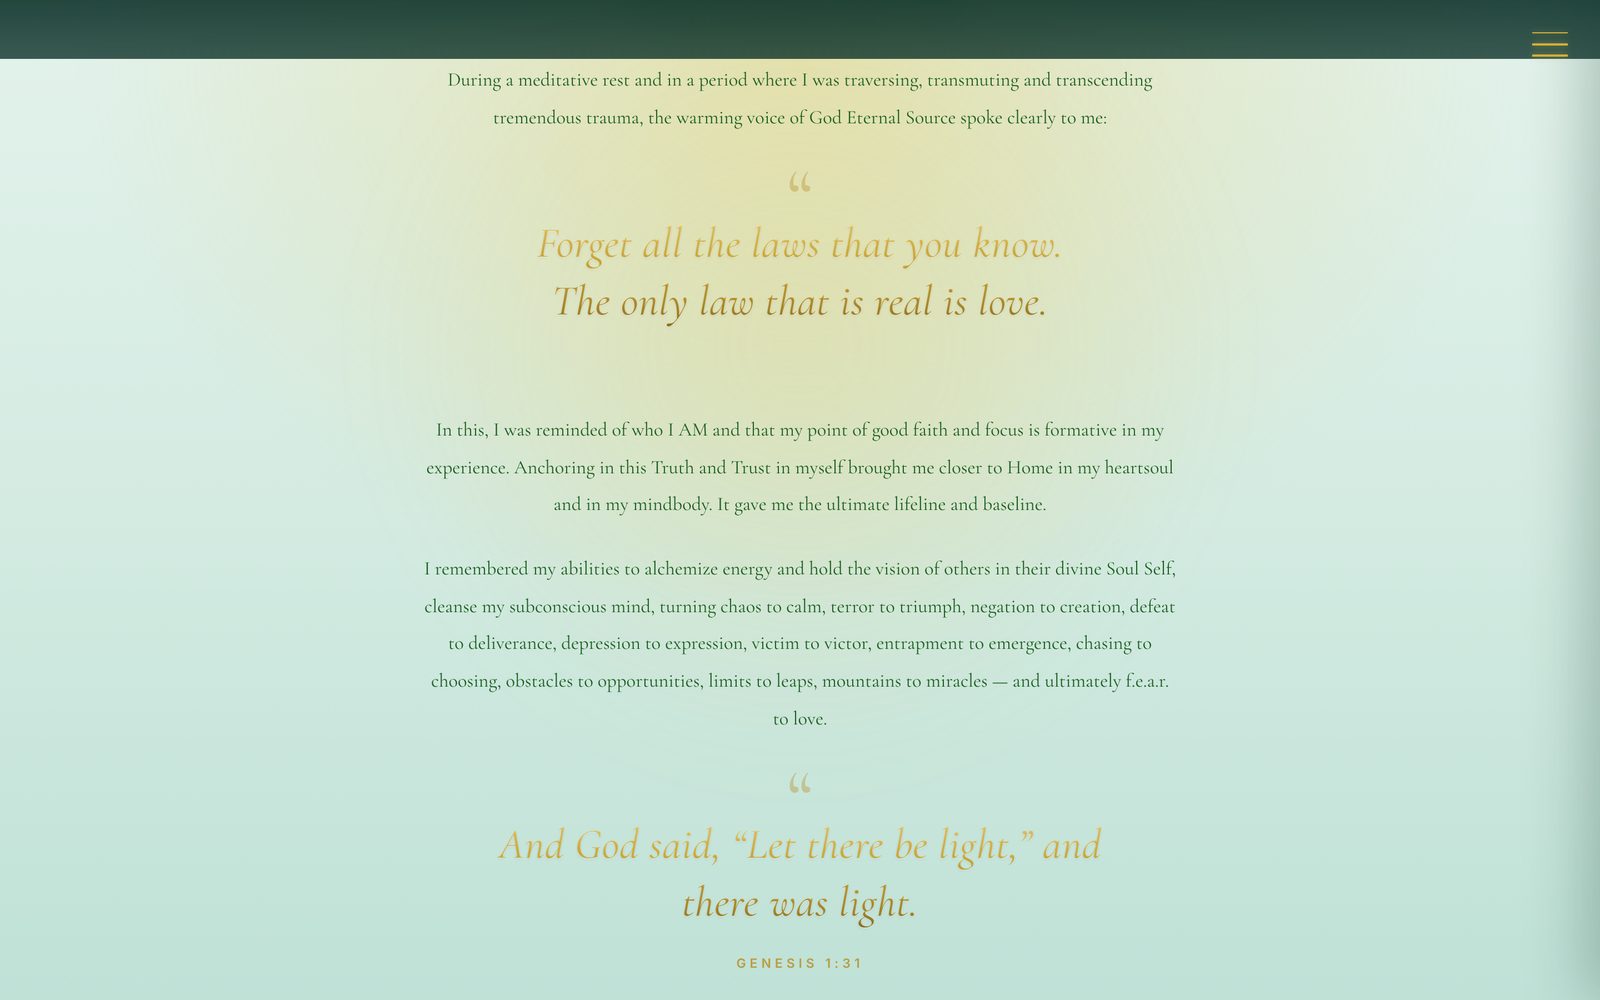 During a meditative rest and in a period where I was traversing, transmuting and transcending
tremendous trauma, the warming voice of God Eternal Source spoke clearly to me:
“
Forget all the laws that you know.
The only law that is real is love.
In this, I was reminded of who I AM and that my point of good faith and focus is formative in my
experience. Anchoring in this Truth and Trust in myself brought me closer to Home in my heartsoul
and in my mindbody. It gave me the ultimate lifeline and baseline.
I remembered my abilities to alchemize energy and hold the vision of others in their divine Soul Self,
cleanse my subconscious mind, turning chaos to calm, terror to triumph, negation to creation, defeat
to deliverance, depression to expression, victim to victor, entrapment to emergence, chasing to
choosing, obstacles to opportunities, limits to leaps, mountains to miracles — and ultimately f.e.a.r.
to love.
“
And God said, “Let there be light,” and
there was light.
GENESIS 1:31